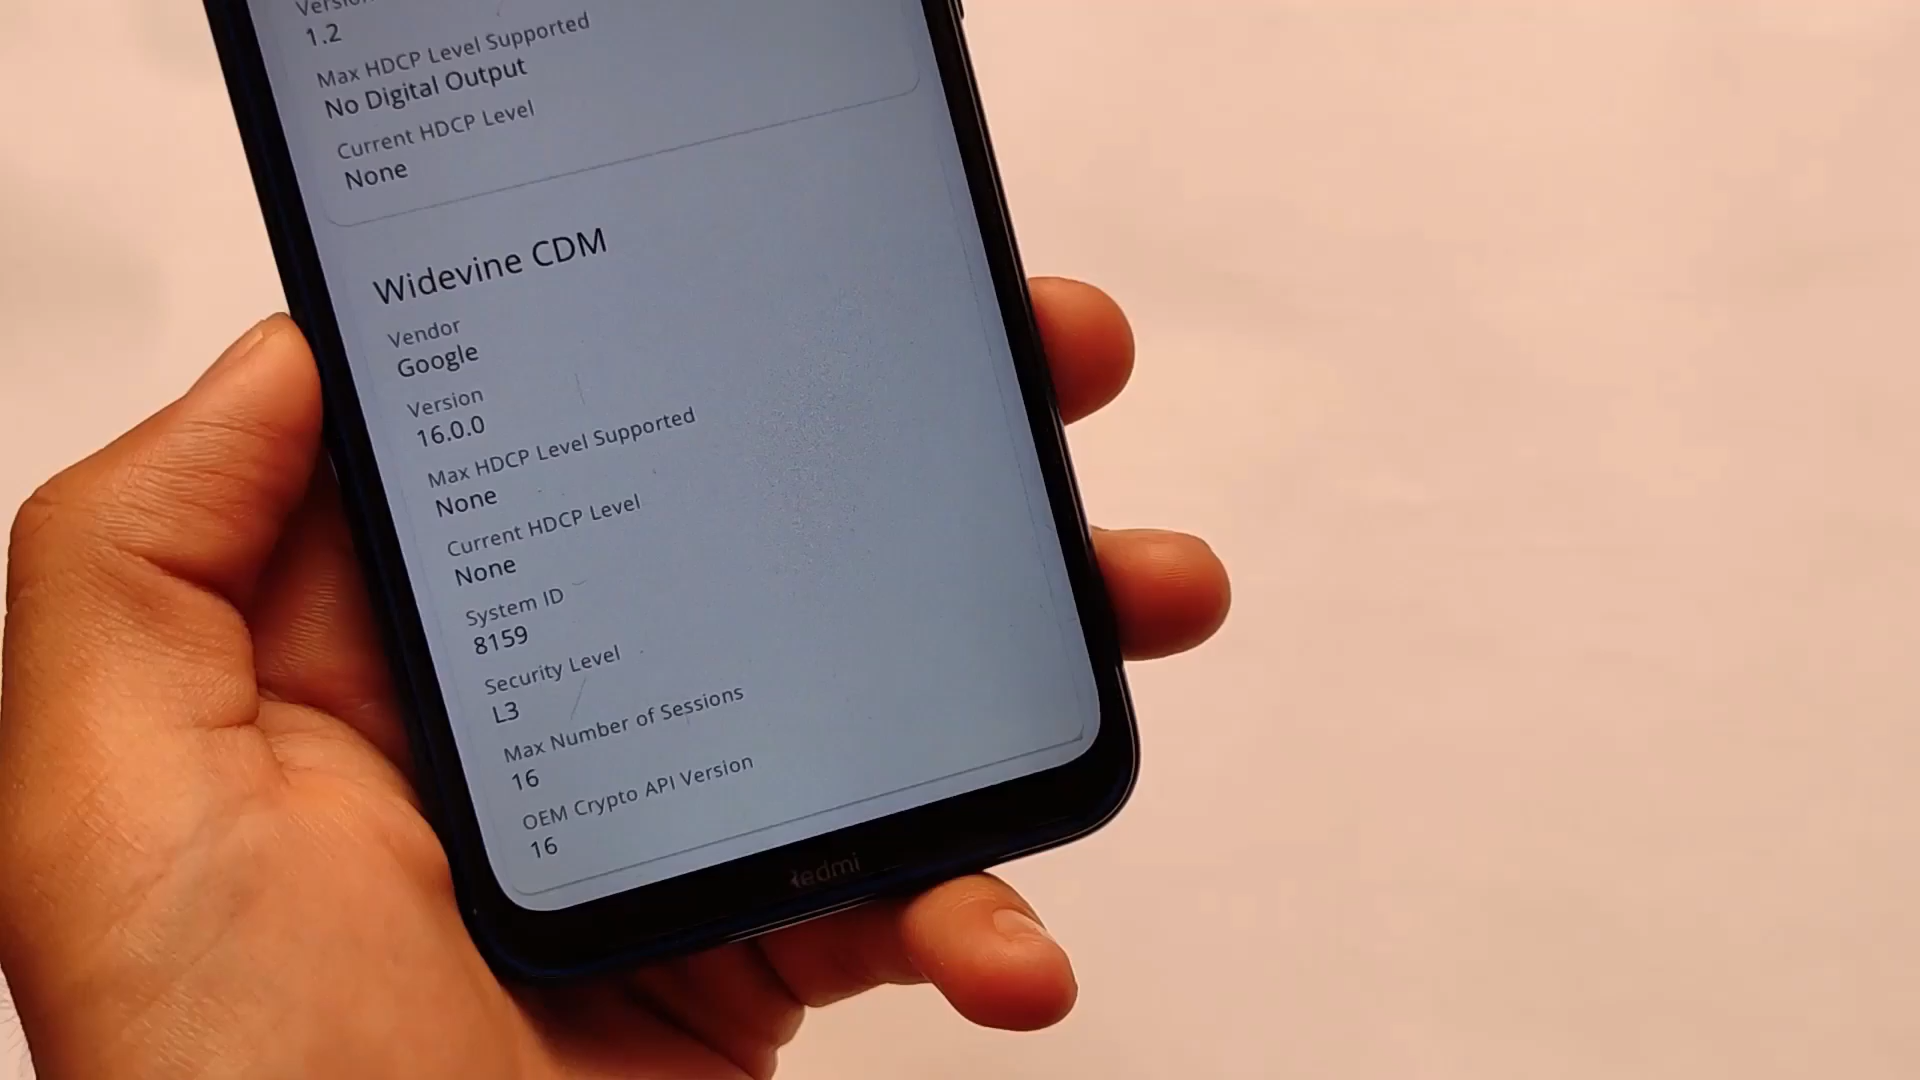 Version
1.2
Max HDCP Level Supported
No Digital Output
Current HDCP Level
None
Widevine CDM
Vendor
Google
Version
16.0.0
Max HDCP Level Supported
None
Current HDCP Level
None
System ID
8159
Security Level
L3
Max Number of Sessions
16
OEM Crypto API Version
16
Redmi